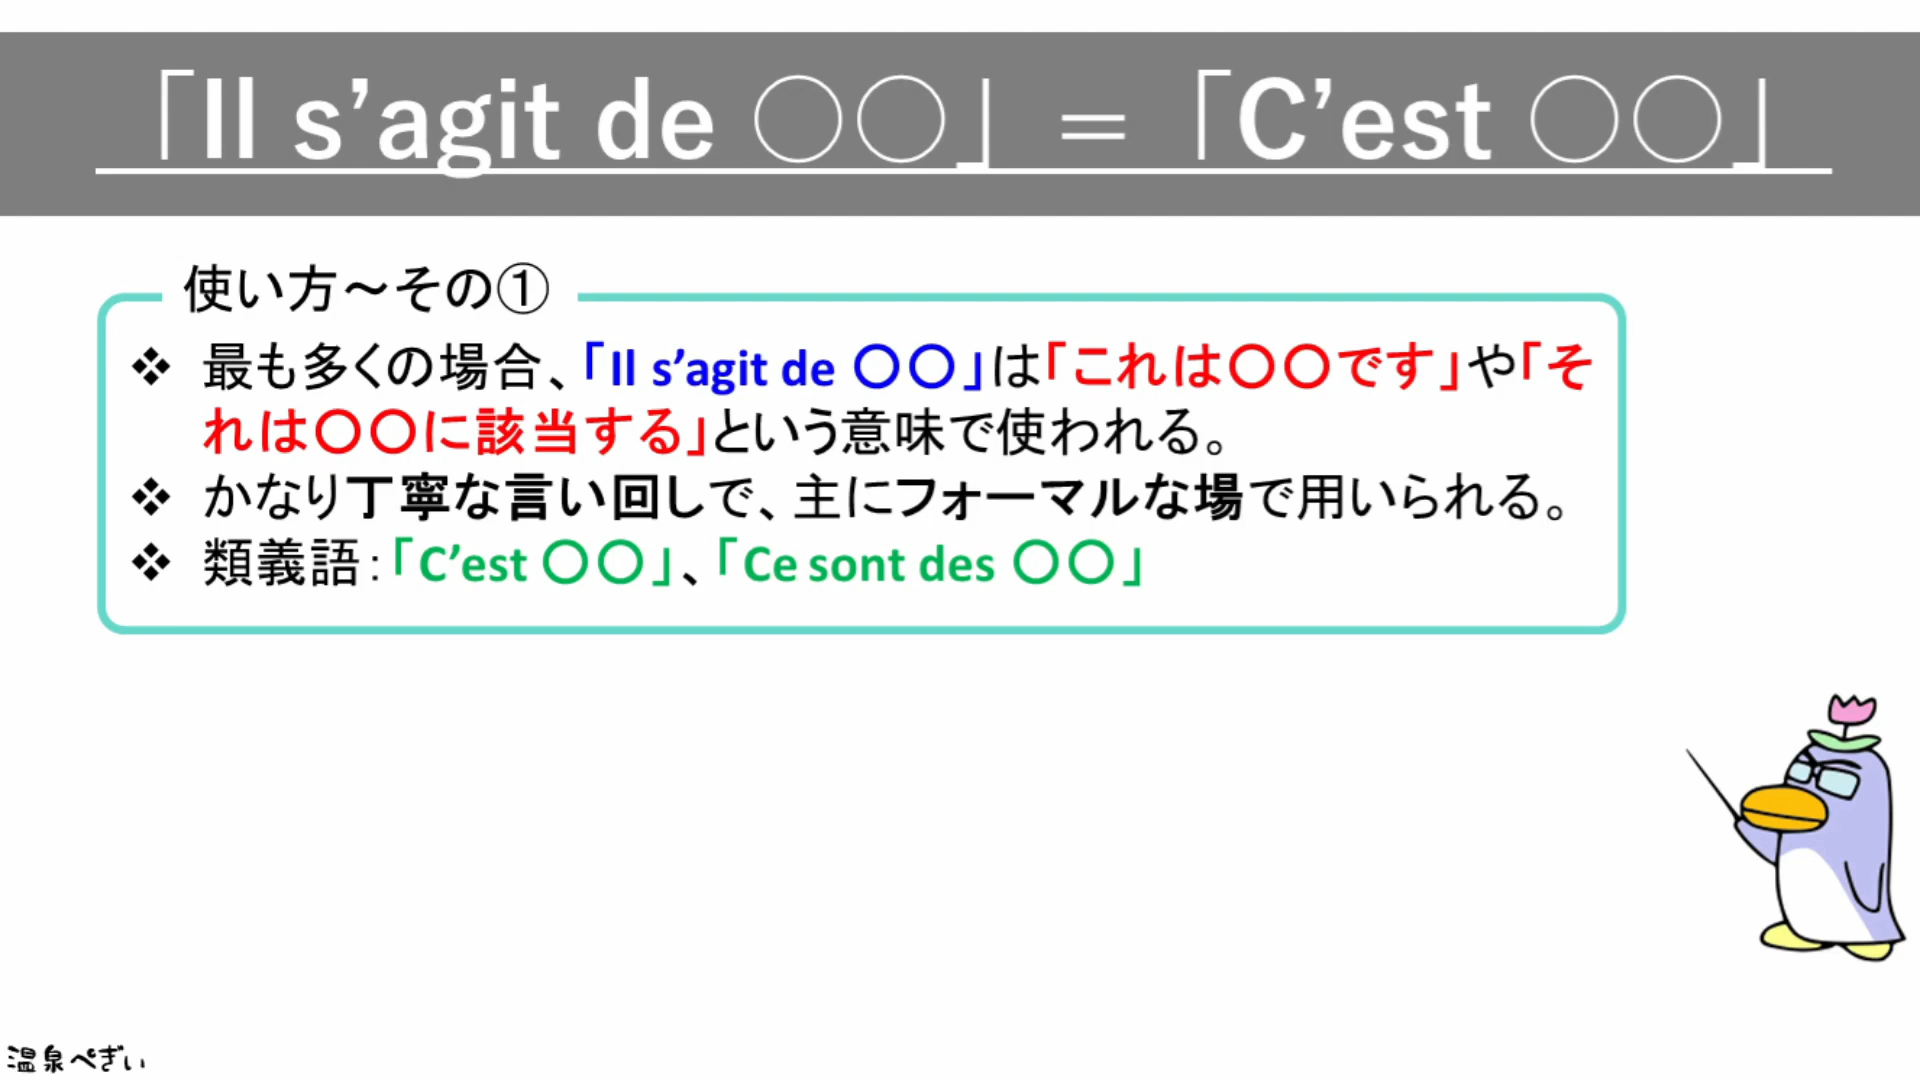 「Il s’agit de ○○」 = 「C’est ○○」
使い方～その①
❖ 最も多くの場合、「Il s’agit de ○○」は「これは○○です」や「そ
れは○○に該当する」という意味で使われる。
❖ かなり丁寧な言い回しで、主にフォーマルな場で用いられる。
❖ 類義語：「C’est ○○」、「Ce sont des ○○」
温泉ぺぎぃ